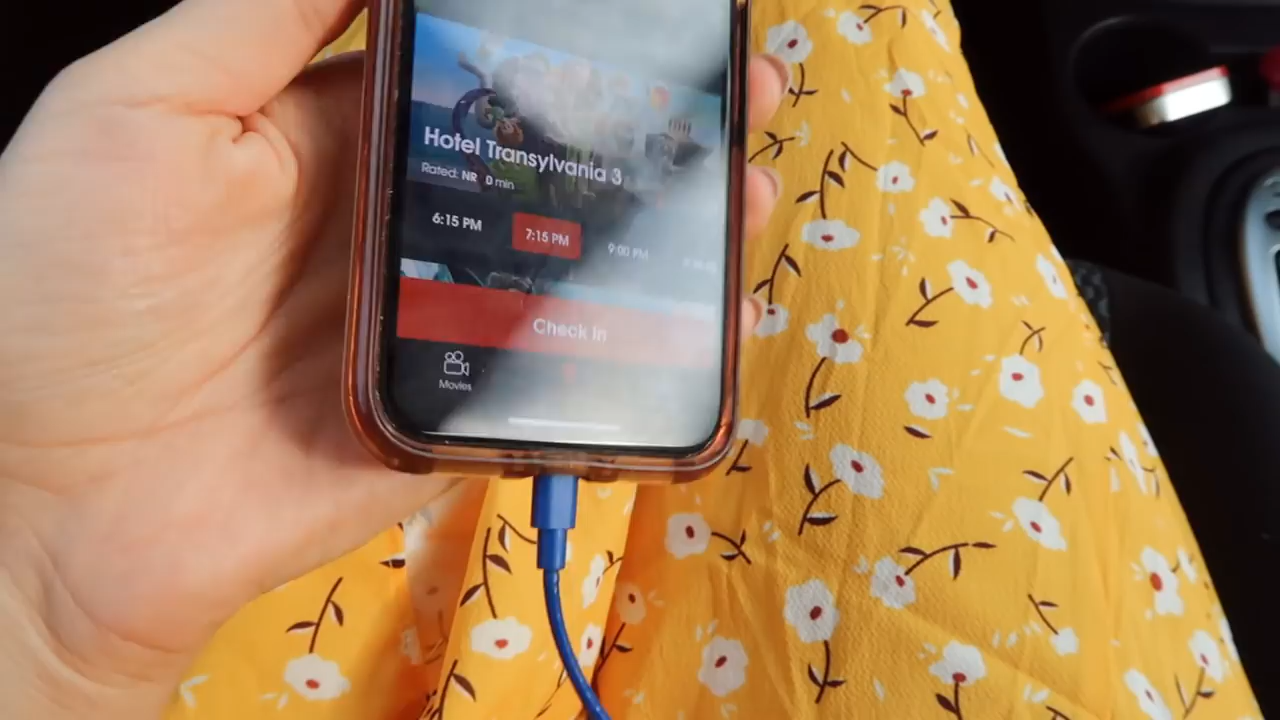 Hotel Transylvania 3
Rated: NR 0 min
6:15 PM 7:15 PM 9:00 PM
Check In
Movies